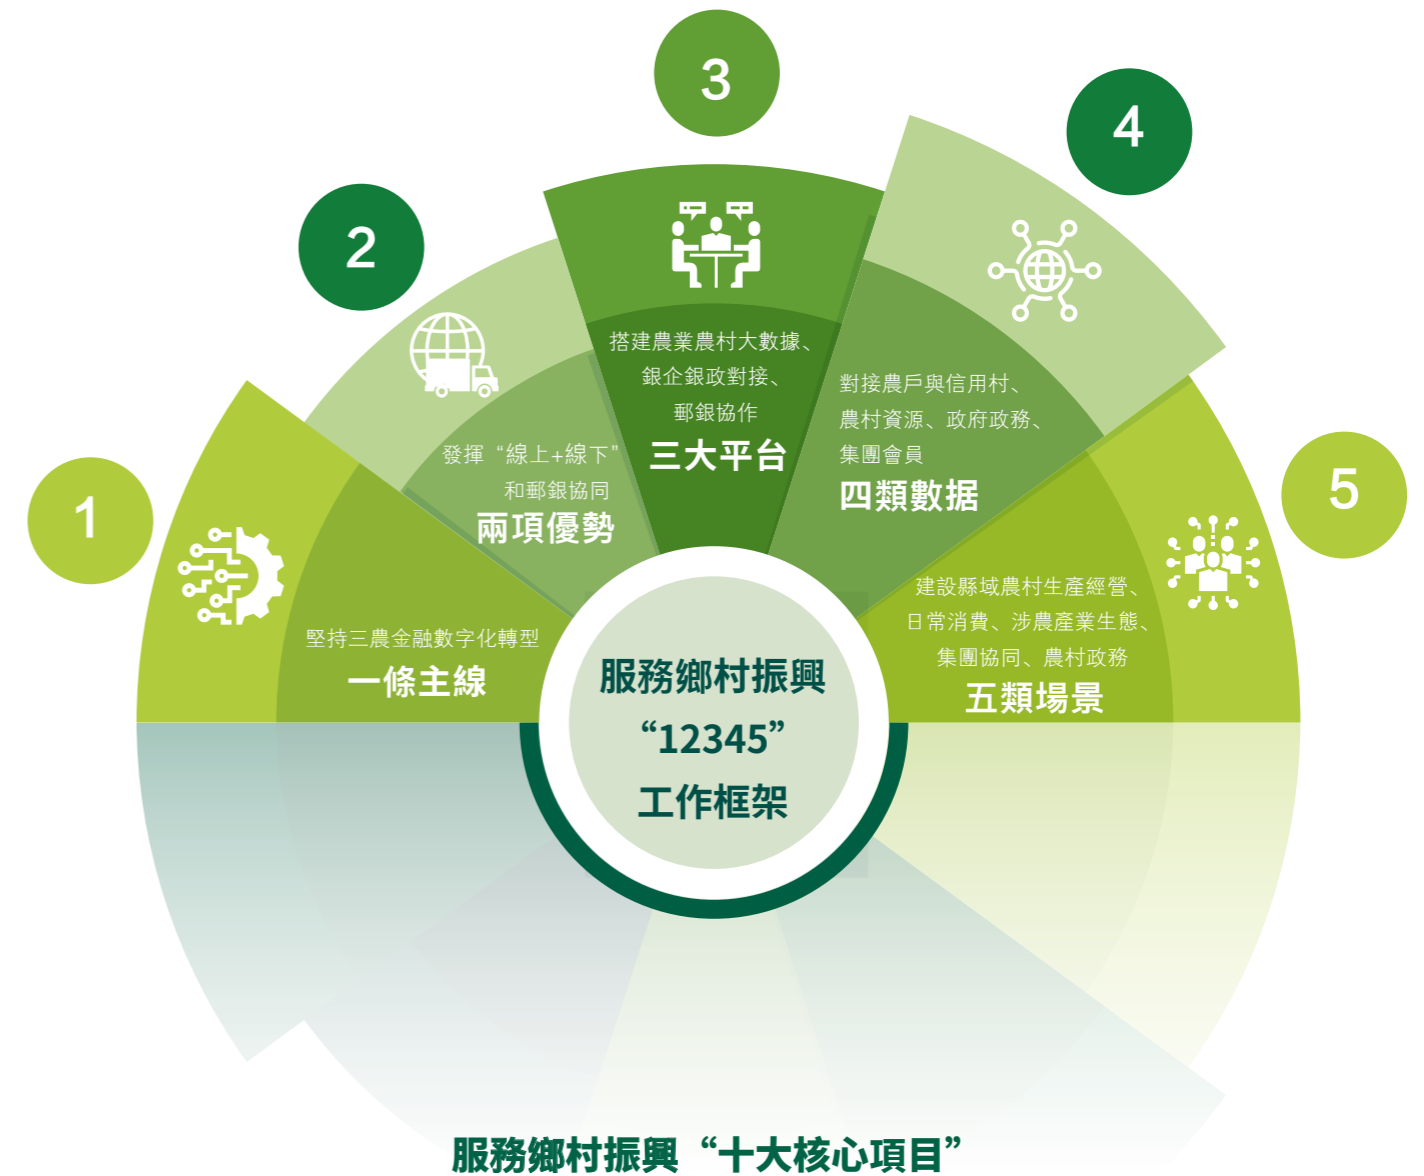 1
堅持三農金融數字化轉型
一條主線
2
發揮“線上+線下”
和郵銀協同
兩項優勢
3
搭建農業農村大數據、
銀企銀政對接、
郵銀協作
三大平台
4
對接農戶與信用村、
農村資源、政府政務、
集團會員
四類數据
5
建設縣域農村生產經營、
日常消費、涉農產業生態、
集團協同、農村政務
五類場景
服務鄉村振興
“12345”
工作框架
服務鄉村振興“十大核心項目”